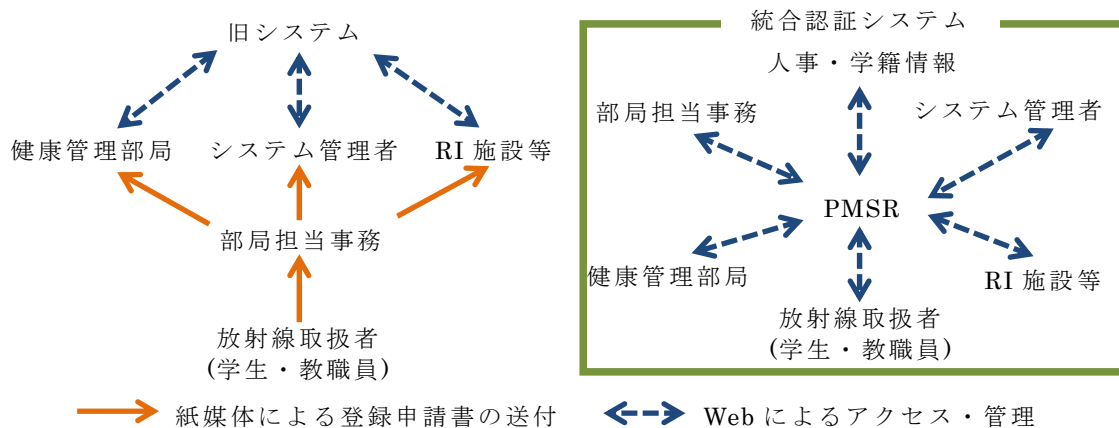 旧システム
健康管理部局
システム管理者
RI 施設等
部局担当事務
放射線取扱者
(学生・教職員)
統合認証システム
人事・学籍情報
部局担当事務
システム管理者
PMSR
健康管理部局
RI 施設等
放射線取扱者
(学生・教職員)
紙媒体による登録申請書の送付
Web によるアクセス・管理